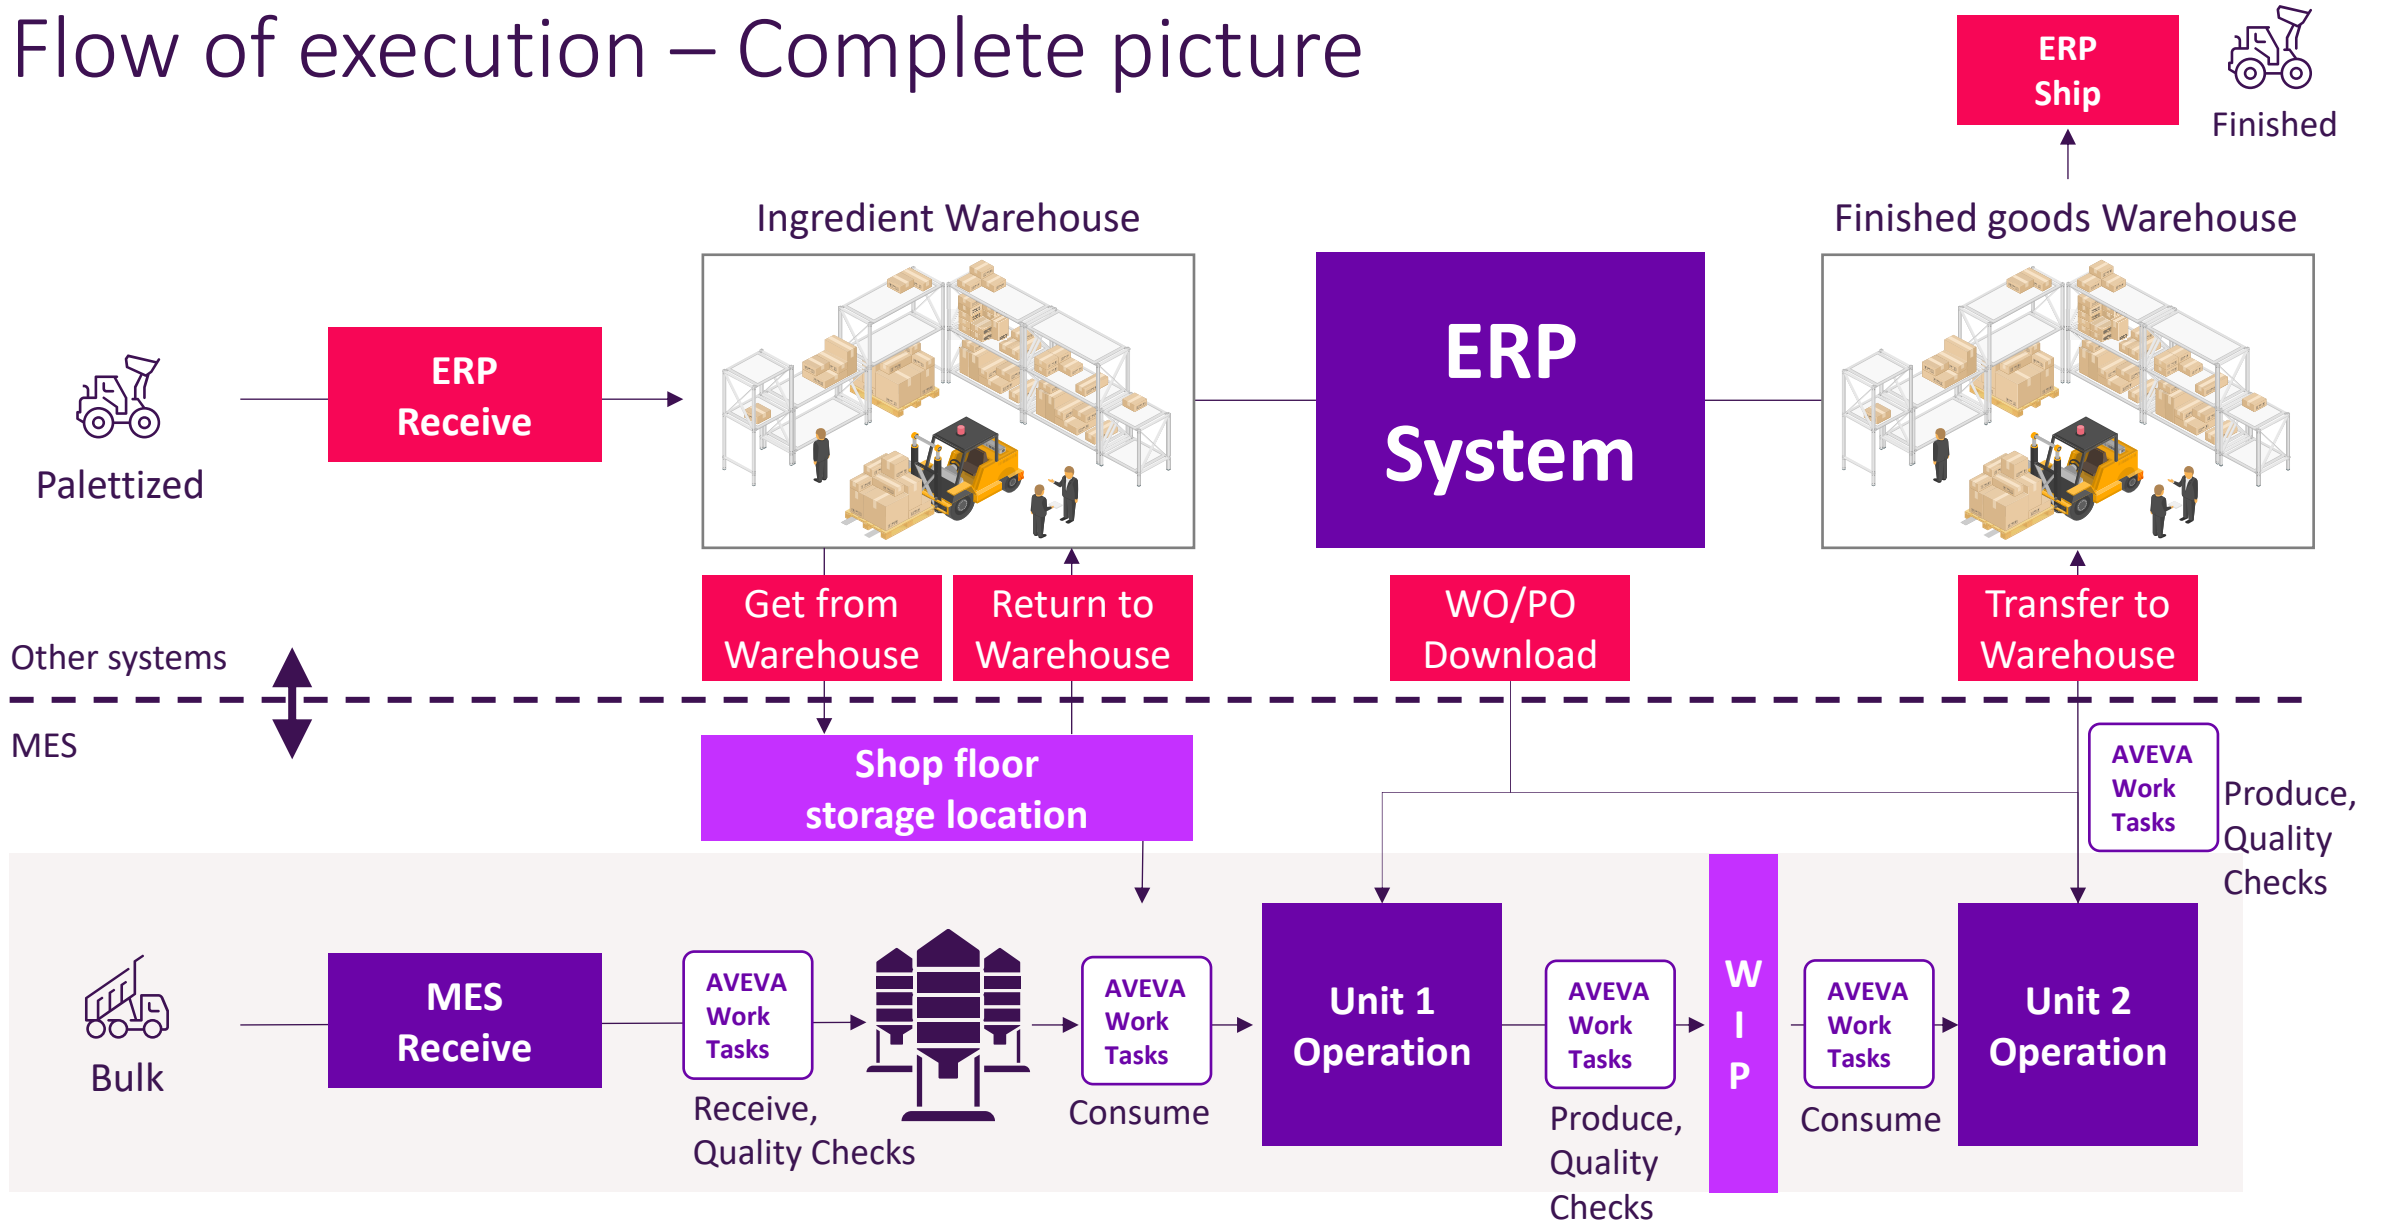 Flow of execution – Complete picture
ERP
Ship
Finished
Ingredient Warehouse
Finished goods Warehouse
Palettized
ERP
Receive
ERP
System
Get from
Warehouse
Return to
Warehouse
WO/PO
Download
Transfer to
Warehouse
Other systems
MES
Shop floor
storage location
AVEVA
Work
Tasks
Produce,
Quality
Checks
Bulk
MES
Receive
AVEVA
Work
Tasks
Receive,
Quality Checks
AVEVA
Work
Tasks
Consume
Unit 1
Operation
AVEVA
Work
Tasks
Produce,
Quality
Checks
W
I
P
AVEVA
Work
Tasks
Consume
Unit 2
Operation